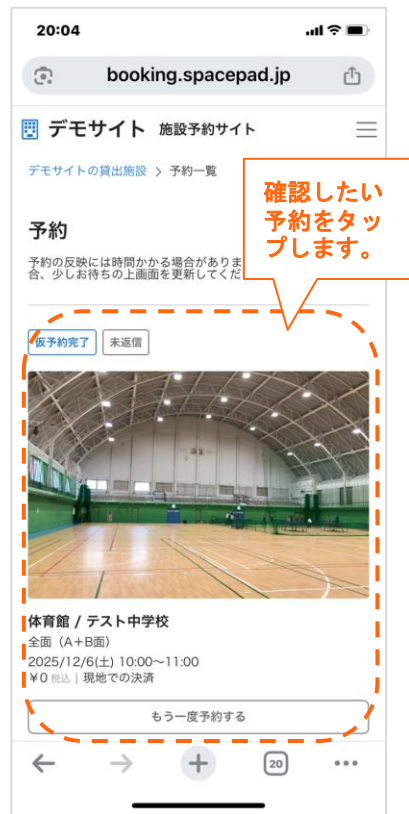 20:04
booking.spacepad.jp
デモサイト 施設予約サイト
デモサイトの貸出施設 > 予約一覧
確認したい
予約をタッ
プします。
予約
予約の反映には時間かかる場合がありま
合、少しお待ちの上画面を更新してくだ
仮予約完了 未返信
体育館 / テスト中学校
全面（A+B面）
2025/12/6(土) 10:00～11:00
¥0 税込 | 現地での決済
もう一度予約する
20